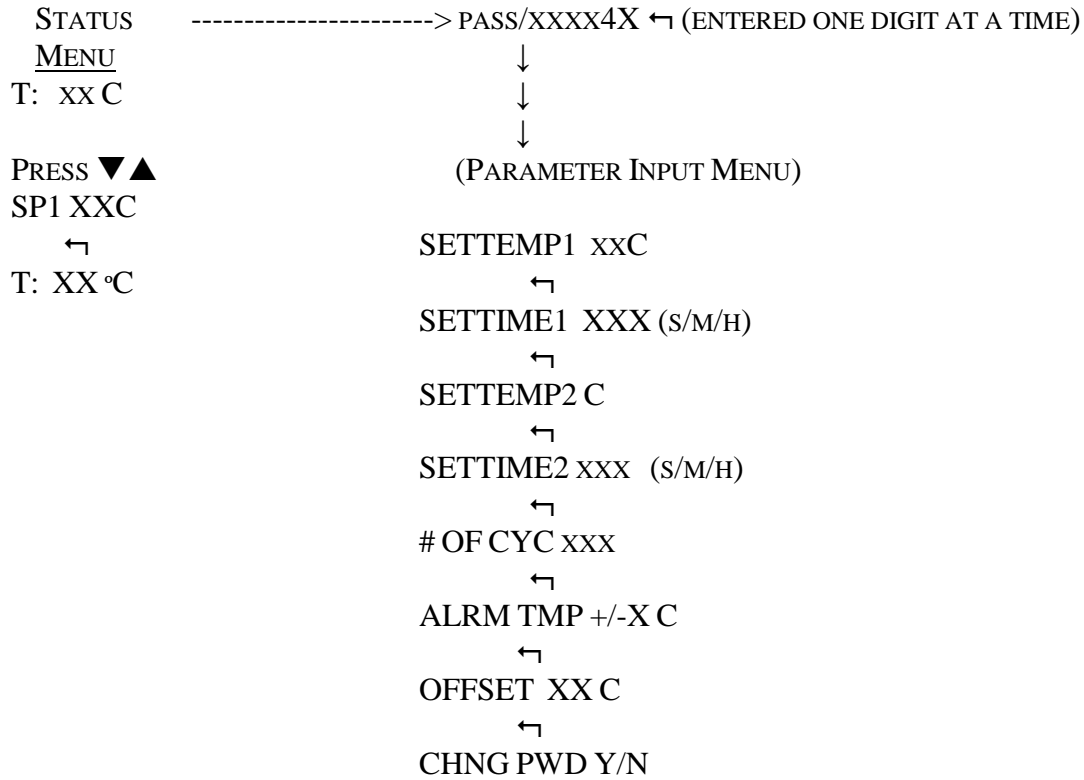 STATUS -----------------------> PASS/XXXX4X ↰ (ENTERED ONE DIGIT AT A TIME)
MENU ↓
T: XX C ↓
↓
PRESS ▼▲ (PARAMETER INPUT MENU)
SP1 XXC
↰ SETTEMP1 XXC
T: XX ºC ↰
SETTIME1 XXX (S/M/H)
↰
SETTEMP2 C
↰
SETTIME2 XXX (S/M/H)
↰
# OF CYC XXX
↰
ALRM TMP +/-X C
↰
OFFSET XX C
↰
CHNG PWD Y/N